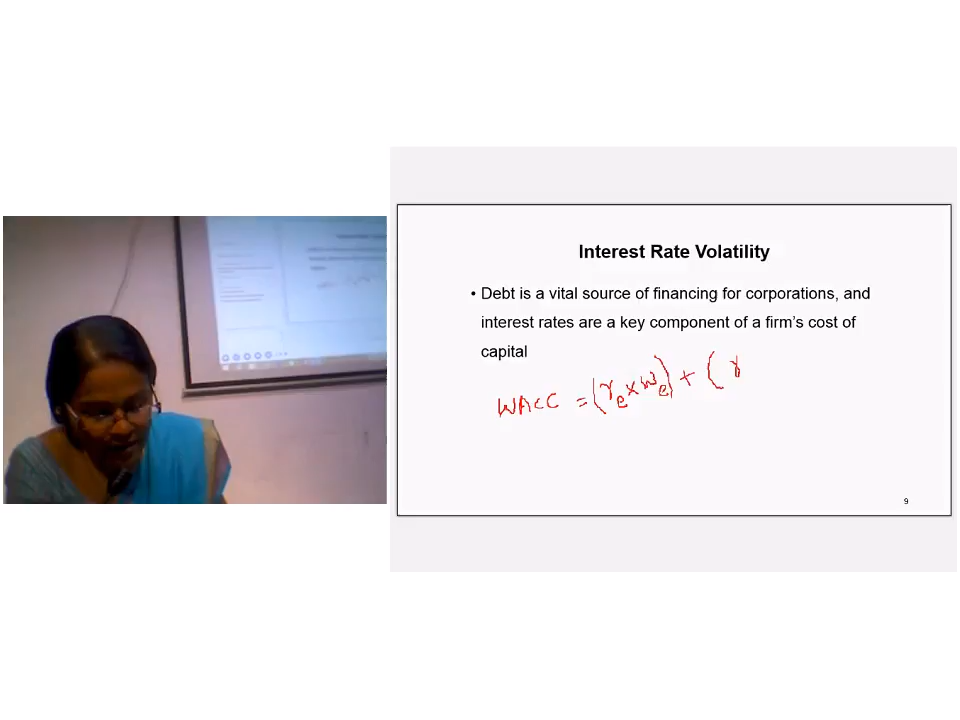 Interest Rate Volatility
• Debt is a vital source of financing for corporations, and
interest rates are a key component of a firm's cost of
capital
WACC = (re × We) + ( r
9